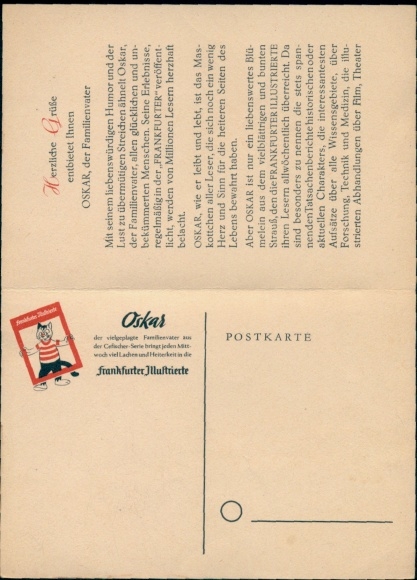 Herzliche Grüße
entbietet Ihnen
OSKAR, der Familienvater
Mit seinem liebenswürdigen Humor und der
Lust zu übermütigen Streichen ähnelt Oskar,
der Familienvater, allen glücklichen und un-
bekümmerten Menschen. Seine Erlebnisse,
regelmäßig in der „FRANKFURTER“ veröffent-
licht, werden von Millionen Lesern herzhaft
belacht.
OSKAR, wie er leibt und lebt, ist das Mas-
kottchen aller Leser, die sich noch ein wenig
Herz und Sinn für die heiteren Seiten des
Lebens bewahrt haben.
Aber OSKAR ist nur ein liebenswertes Blü-
melein aus dem vielblättrigen und bunten
Strauß, den die FRANKFURTER ILLUSTRIERTE
ihren Lesern allwöchentlich überreicht. Da
sind besonders zu nennen die stets span-
nenden Tatsachenberichte historischen oder
aktuellen Charakters, die interessantesten
Aufsätze über alle Wissensgebiete, über
Forschung, Technik und Medizin, die illu-
strierten Abhandlungen über Film, Theater
Frankfurter Illustrierte
Oskar
der vielgeplagte Familienvater aus
der Cefischer-Serie bringt jeden Mitt-
woch viel Lachen und Heiterkeit in die
Frankfurter Illustrierte
POSTKARTE